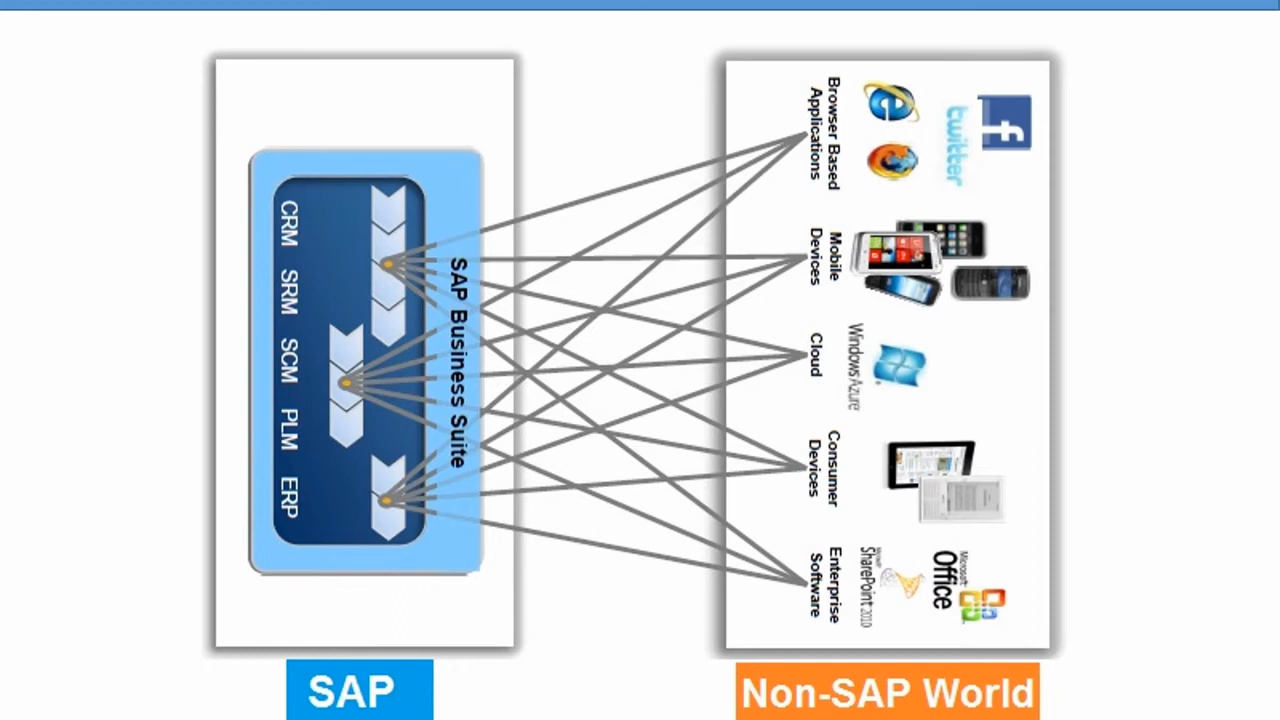 CRM
SRM
SCM
PLM
ERP
SAP Business Suite
Browser Based
Applications
twitter
f
Mobile
Devices
Cloud
Windows Azure
Consumer
Devices
Enterprise
Software
SharePoint 2010
Microsoft
Office
SAP
Non-SAP World